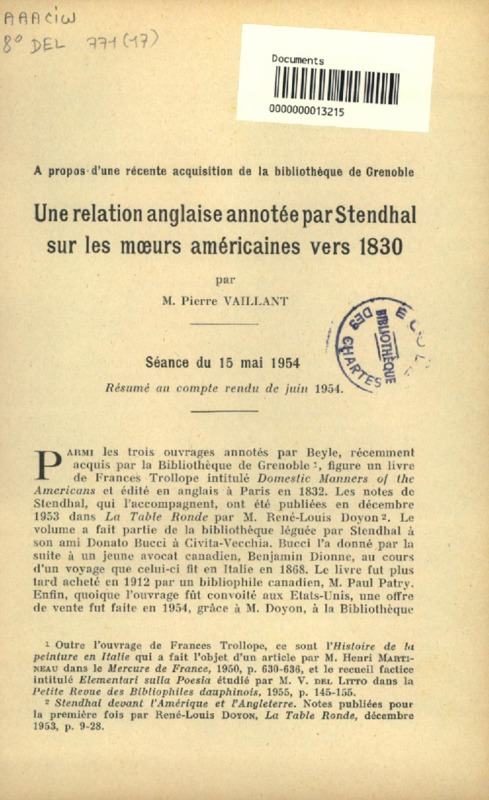 AAACIW
8° DEL 771 (17)
Documents
0000000013215
A propos d'une récente acquisition de la bibliothèque de Grenoble
Une relation anglaise annotée par Stendhal
sur les mœurs américaines vers 1830
par
M. Pierre VAILLANT
ÉCOLE DES CHARTES
BIBLIOTHÈQUE
Séance du 15 mai 1954
Résumé au compte rendu de juin 1954.
PARMI les trois ouvrages annotés par Beyle, récemment
acquis par la Bibliothèque de Grenoble ¹, figure un livre
de Frances Trollope intitulé Domestic Manners of the
Americans et édité en anglais à Paris en 1832. Les notes de
Stendhal, qui l'accompagnent, ont été publiées en décembre
1953 dans La Table Ronde par M. René-Louis Doyon ². Le
volume a fait partie de la bibliothèque léguée par Stendhal à
son ami Donato Bucci à Civita-Vecchia. Bucci l'a donné par la
suite à un jeune avocat canadien, Benjamin Dionne, au cours
d'un voyage que celui-ci fit en Italie en 1868. Le livre fut plus
tard acheté en 1912 par un bibliophile canadien, M. Paul Patry.
Enfin, quoique l'ouvrage fût convoité aux Etats-Unis, une offre
de vente fut faite en 1954, grâce à M. Doyon, à la Bibliothèque
¹ Outre l'ouvrage de Frances Trollope, ce sont l'Histoire de la
peinture en Italie qui a fait l'objet d'un article par M. Henri MARTI-
NEAU dans le Mercure de France, 1950, p. 630-636, et le recueil factice
intitulé Elementari sulla Poesia étudié par M. V. DEL LITTO dans la
Petite Revue des Bibliophiles dauphinois, 1955, p. 145-155.
² Stendhal devant l'Amérique et l'Angleterre. Notes publiées pour
la première fois par René-Louis DOYON, La Table Ronde, décembre
1953, p. 9-28.